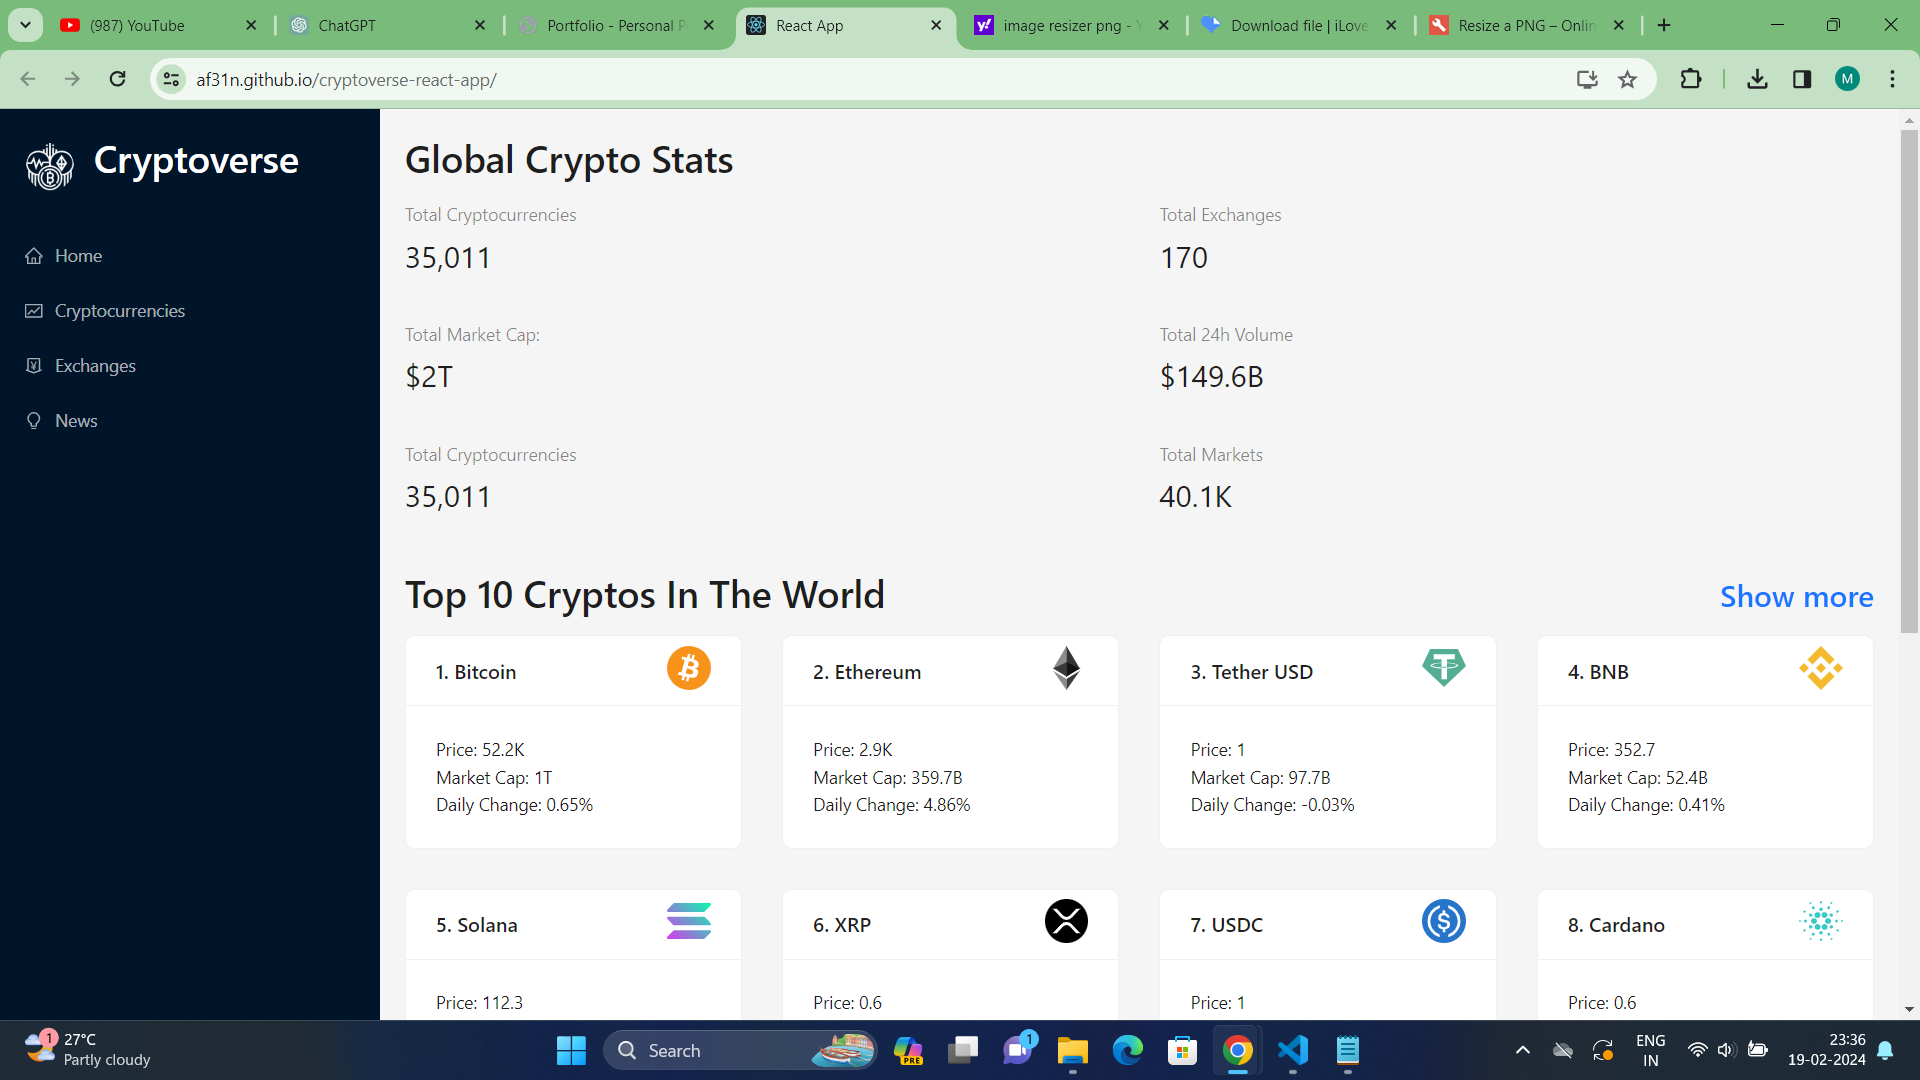 (987) YouTube
ChatGPT
Portfolio - Personal P
React App
image resizer png - Y
Download file | iLove
Resize a PNG – Onlin
af31n.github.io/cryptoverse-react-app/
M
Cryptoverse
Home
Cryptocurrencies
Exchanges
News
Global Crypto Stats
Total Cryptocurrencies
35,011
Total Exchanges
170
Total Market Cap:
$2T
Total 24h Volume
$149.6B
Total Cryptocurrencies
35,011
Total Markets
40.1K
Top 10 Cryptos In The World
Show more
1. Bitcoin
Price: 52.2K
Market Cap: 1T
Daily Change: 0.65%
2. Ethereum
Price: 2.9K
Market Cap: 359.7B
Daily Change: 4.86%
3. Tether USD
Price: 1
Market Cap: 97.7B
Daily Change: -0.03%
4. BNB
Price: 352.7
Market Cap: 52.4B
Daily Change: 0.41%
5. Solana
Price: 112.3
6. XRP
Price: 0.6
7. USDC
Price: 1
8. Cardano
Price: 0.6
1
27°C
Partly cloudy
Search
PRE
1
ENG
IN
23:36
19-02-2024